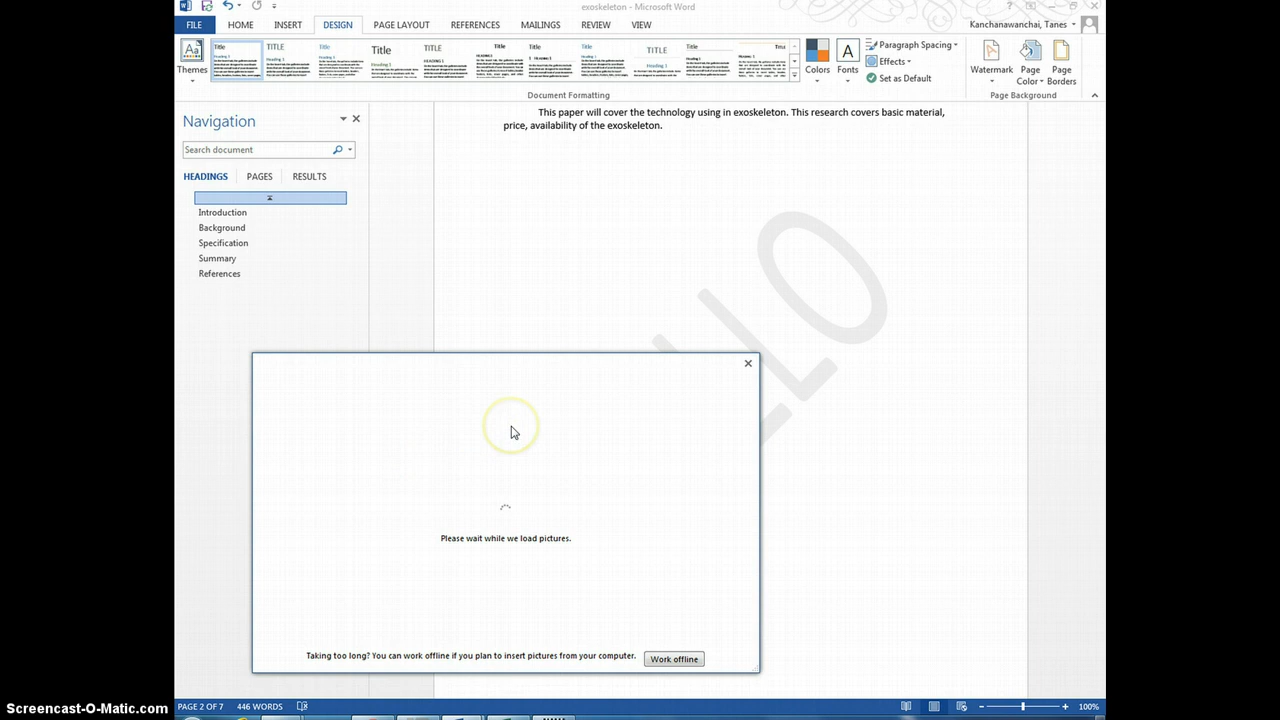 exoskeleton - Microsoft Word
FILE HOME INSERT DESIGN PAGE LAYOUT REFERENCES MAILINGS REVIEW VIEW
Kanchanawanchai, Tanes
Themes
Colors
Fonts
Paragraph Spacing
Effects
Set as Default
Watermark
Page Color
Page Borders
Document Formatting
Page Background
Navigation
Search document
HEADINGS PAGES RESULTS
Introduction
Background
Specification
Summary
References
This paper will cover the technology using in exoskeleton. This research covers basic material,
price, availability of the exoskeleton.
LLO
Please wait while we load pictures.
Taking too long? You can work offline if you plan to insert pictures from your computer.
Work offline
PAGE 2 OF 7 446 WORDS
100%
Screencast-O-Matic.com